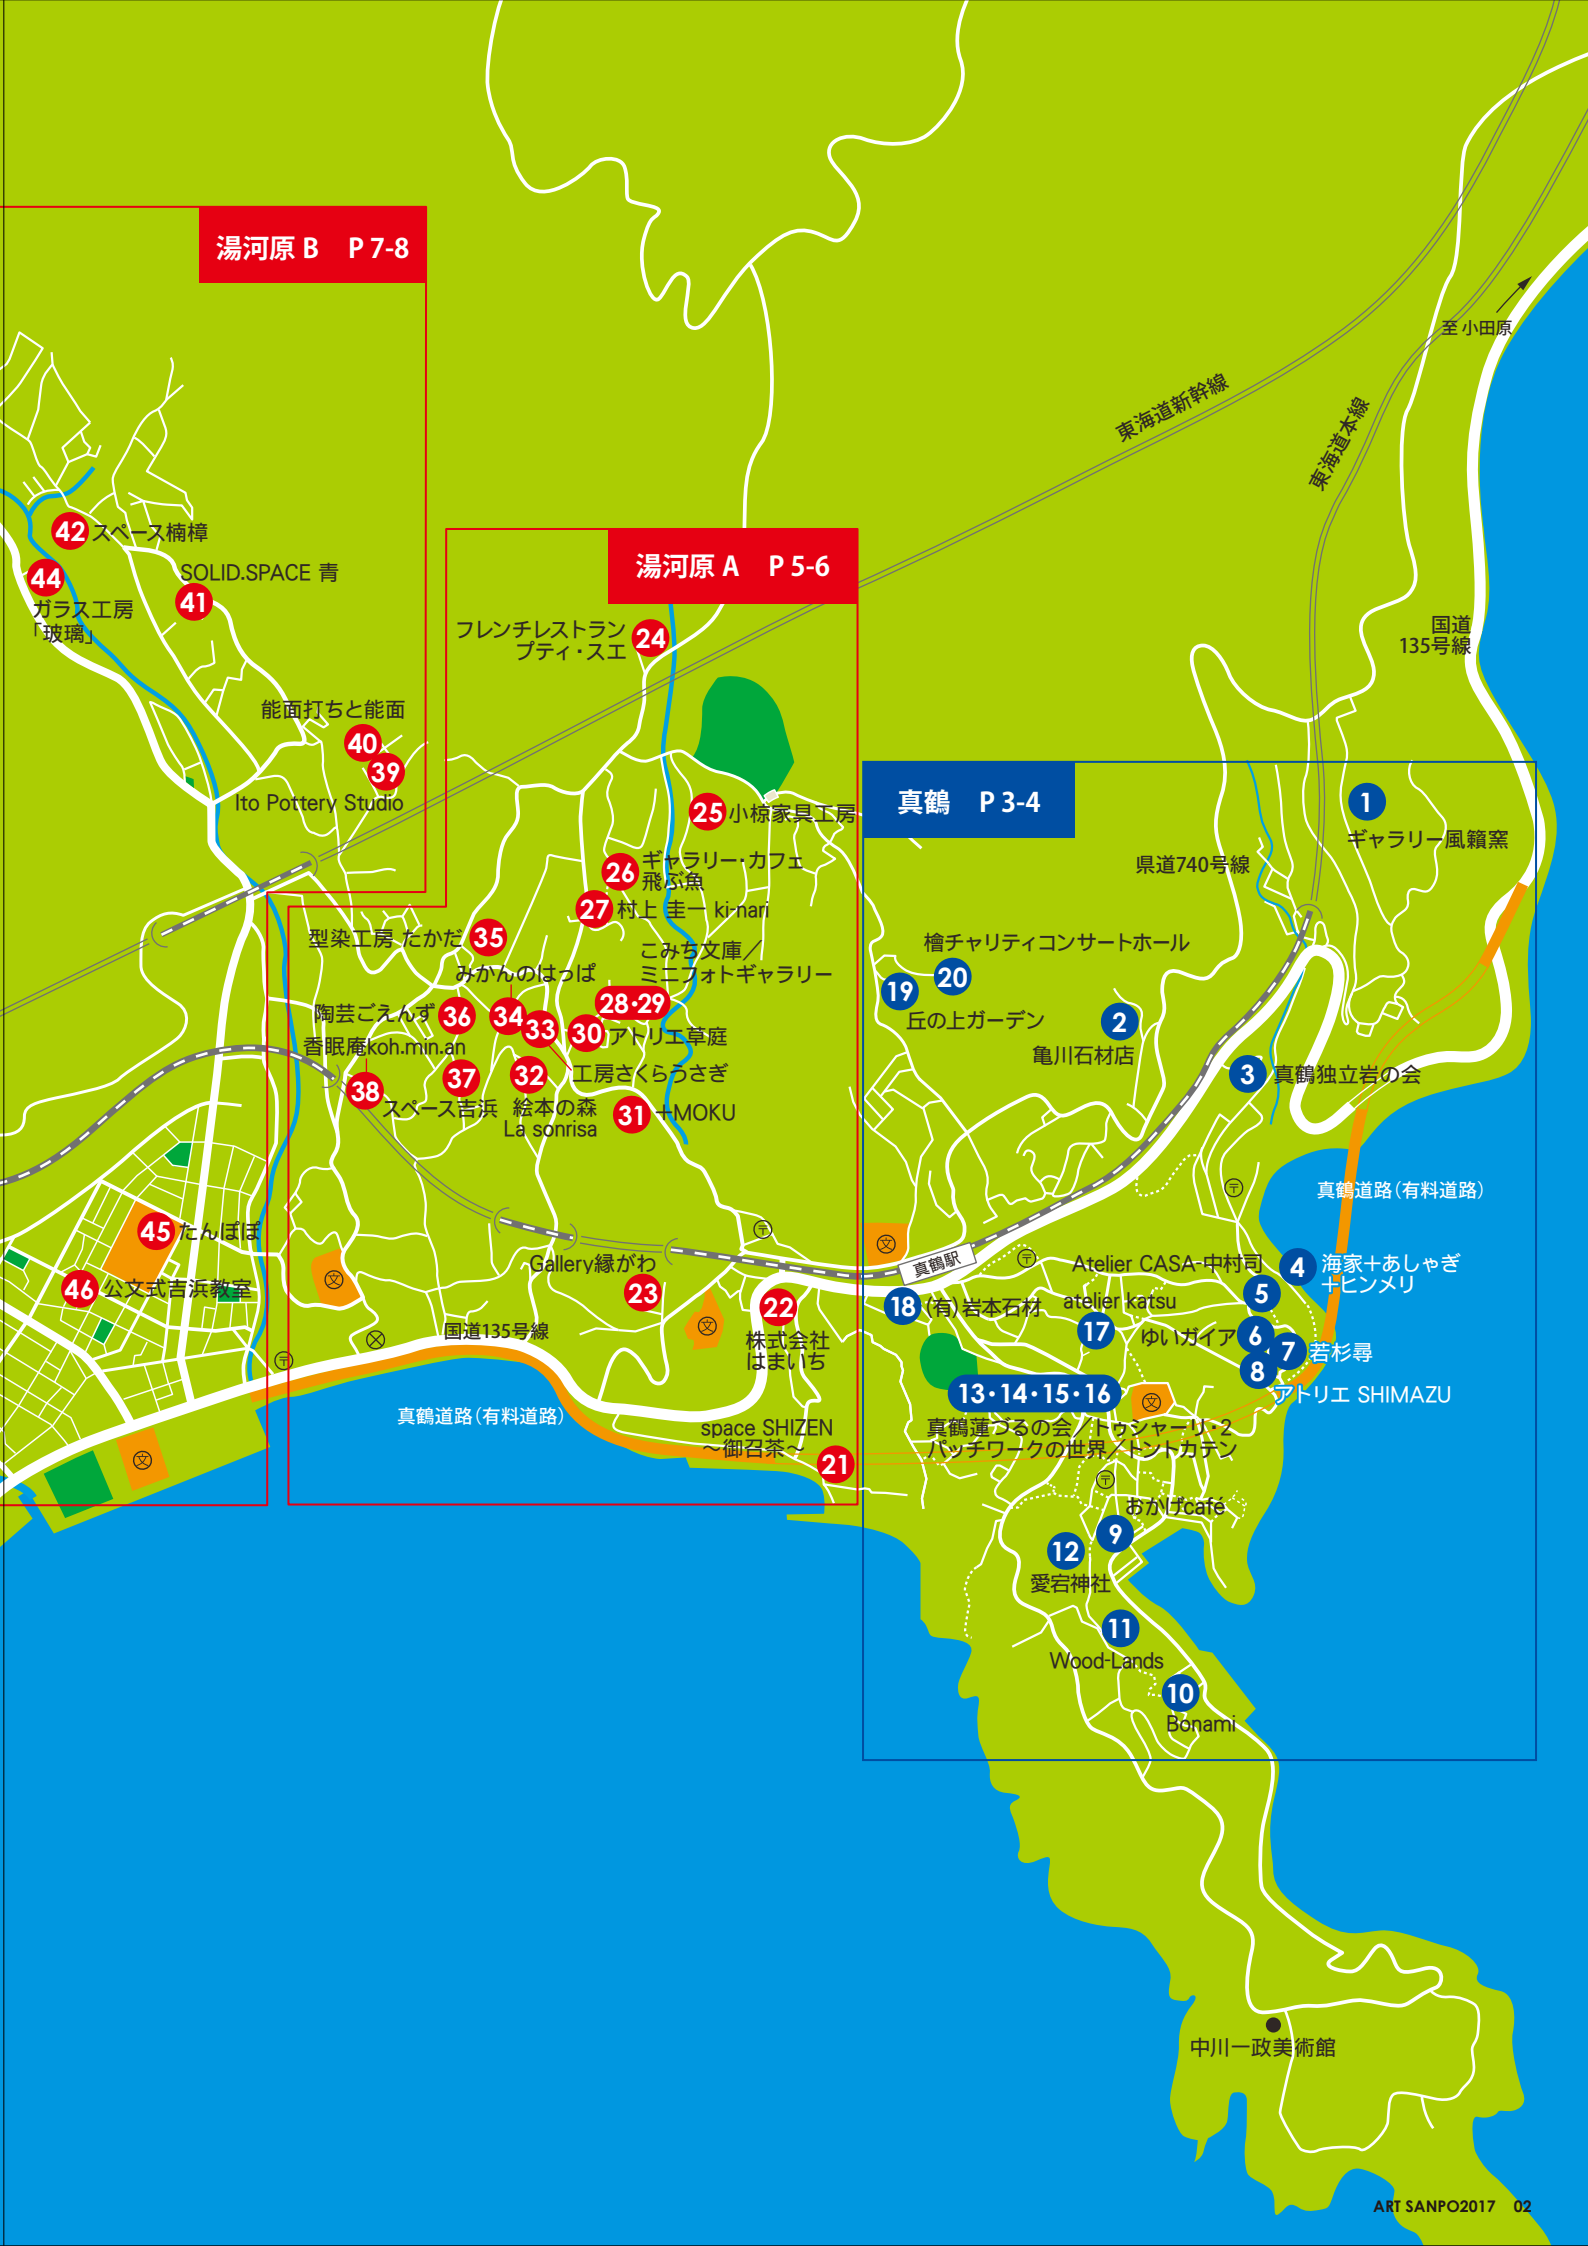 湯河原 B P 7-8
至 小田原
東海道新幹線
東海道本線
42 スペース楠樟
SOLID.SPACE 青
44
41
ガラス工房
「玻璃」
湯河原 A P 5-6
国道
135号線
フレンチレストラン
プティ・スエ
24
能面打ちと能面
40
39
Ito Pottery Studio
25 小椋家具工房
真鶴 P 3-4
1
ギャラリー風籟窯
県道740号線
26 ギャラリー・カフェ
飛ぶ魚
27 村上 圭一 ki-nari
型染工房 たかだ 35
こみち文庫／
ミニフォトギャラリー
みかんのはっぱ
28・29
檜チャリティコンサートホール
20
19
丘の上ガーデン
陶芸ごえんず 36
34
33
30 アトリエ草庭
2
亀川石材店
香眠庵koh.min.an
38
37
スペース吉浜
32
工房さくらうさぎ
絵本の森
La sonrisa
31 +MOKU
3 真鶴独立岩の会
真鶴道路（有料道路）
45 たんぽぽ
46 公文式吉浜教室
文
〒
文
真鶴駅
〒
〒
Gallery縁がわ
23
22
株式会社
はまいち
文
18 (有)岩本石材
Atelier CASA-中村司
4 海家+あしゃぎ
+ヒンメリ
5
atelier katsu
17
ゆいガイア 6
7 若杉尋
8
アトリエ SHIMAZU
国道135号線
〒
真鶴道路（有料道路）
文
13・14・15・16
文
真鶴蓮づるの会／トゥシャーリ・2
パッチワークの世界／トントカテン
space SHIZEN
～御召茶～
21
〒
おかげcafé
9
12
愛宕神社
11
Wood-Lands
10
Bonami
中川一政美術館
ART SANPO2017 02